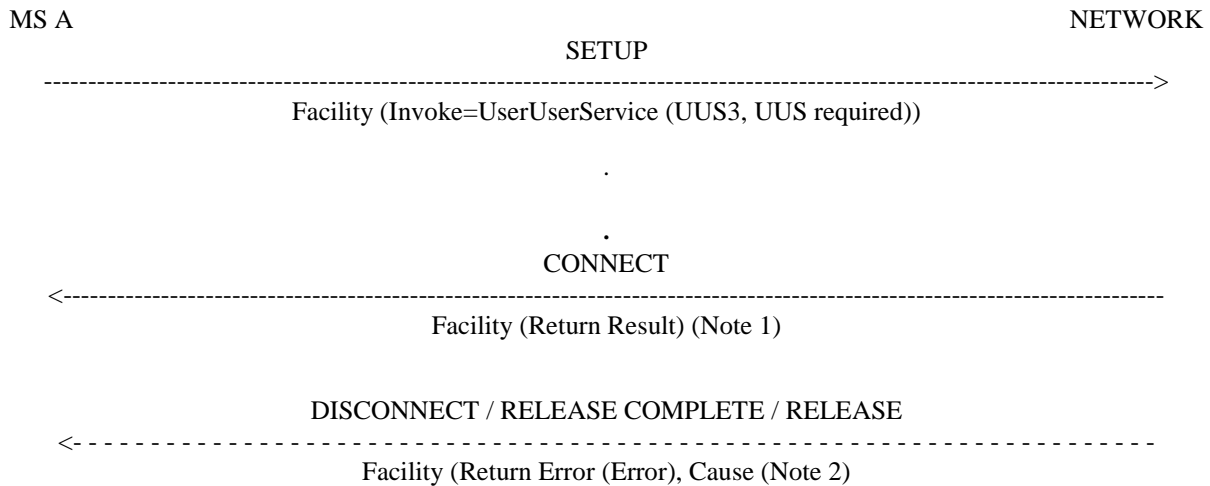 MS A NETWORK
SETUP
------------------------------------------------------------------------------------------------------------------------------>
Facility (Invoke=UserUserService (UUS3, UUS required))
.
.
CONNECT
<-----------------------------------------------------------------------------------------------------------------------------
Facility (Return Result) (Note 1)
DISCONNECT / RELEASE COMPLETE / RELEASE
<- - - - - - - - - - - - - - - - - - - - - - - - - - - - - - - - - - - - - - - - - - - - - - - - - - - - - - - - - - - - - - - - - - - - - -
Facility (Return Error (Error), Cause (Note 2)